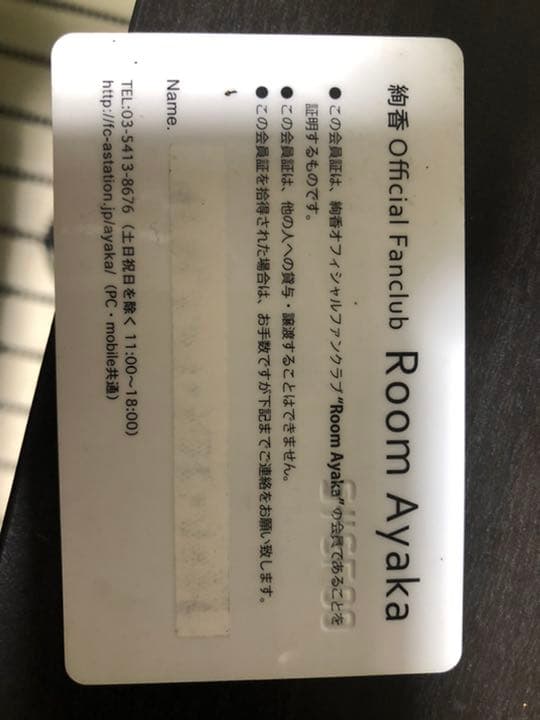 絢香 Official Fanclub Room Ayaka
●この会員証は、絢香オフィシャルファンクラブ“Room Ayaka”の会員であることを
証明するものです。
●この会員証は、他の人への貸与・譲渡することはできません。
●この会員証を拾得された場合は、お手数ですが下記までご連絡をお願い致します。
Name.
TEL:03-5413-8676（土日祝日を除く 11:00〜18:00）
http://fc-astation.jp/ayaka/（PC・mobile共通）